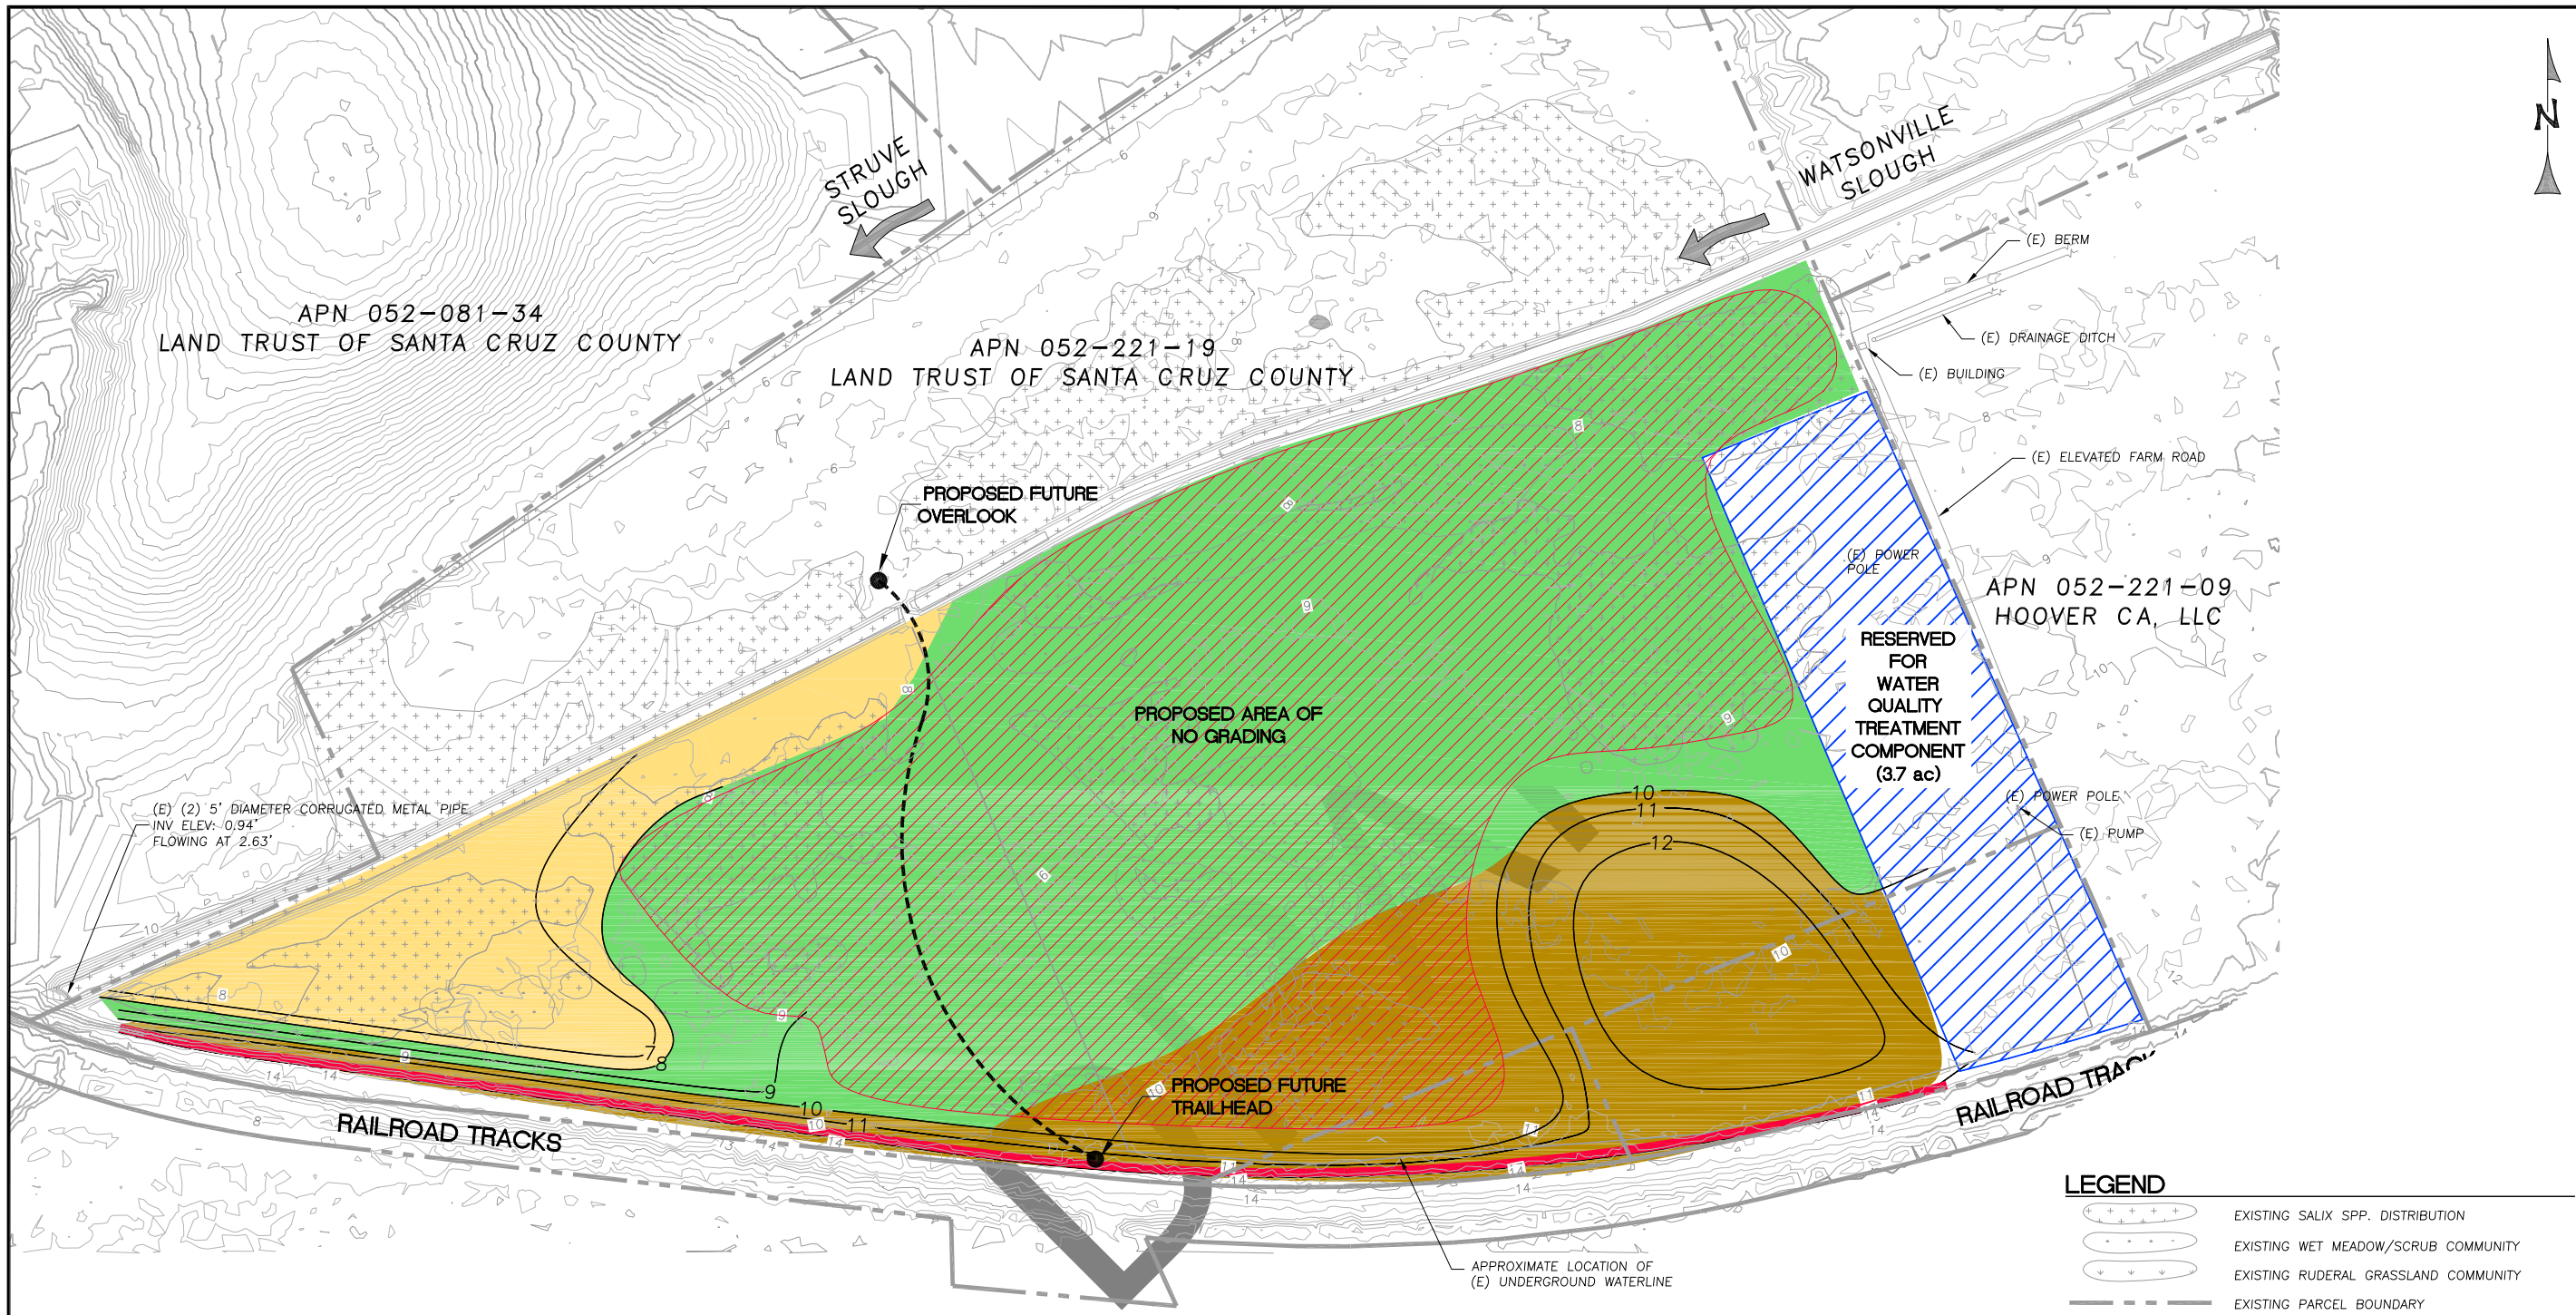 STRUVE
SLOUGH
WATSONVILLE
SLOUGH
N
(E) BERM
(E) DRAINAGE DITCH
(E) BUILDING
(E) ELEVATED FARM ROAD
APN 052-081-34
LAND TRUST OF SANTA CRUZ COUNTY
APN 052-221-19
LAND TRUST OF SANTA CRUZ COUNTY
PROPOSED FUTURE
OVERLOOK
(E) POWER
POLE
APN 052-221-09
HOOVER CA, LLC
RESERVED
FOR
WATER
QUALITY
TREATMENT
COMPONENT
(3.7 ac)
PROPOSED AREA OF
NO GRADING
(E) POWER POLE
(E) PUMP
(E) (2) 5' DIAMETER CORRUGATED METAL PIPE
INV ELEV: 0.94'
FLOWING AT 2.63'
10
11
12
7
8
9
10
11
PROPOSED FUTURE
TRAILHEAD
RAILROAD TRACKS
RAILROAD TRAC
APPROXIMATE LOCATION OF
(E) UNDERGROUND WATERLINE
LEGEND
EXISTING SALIX SPP. DISTRIBUTION
EXISTING WET MEADOW/SCRUB COMMUNITY
EXISTING RUDERAL GRASSLAND COMMUNITY
EXISTING PARCEL BOUNDARY